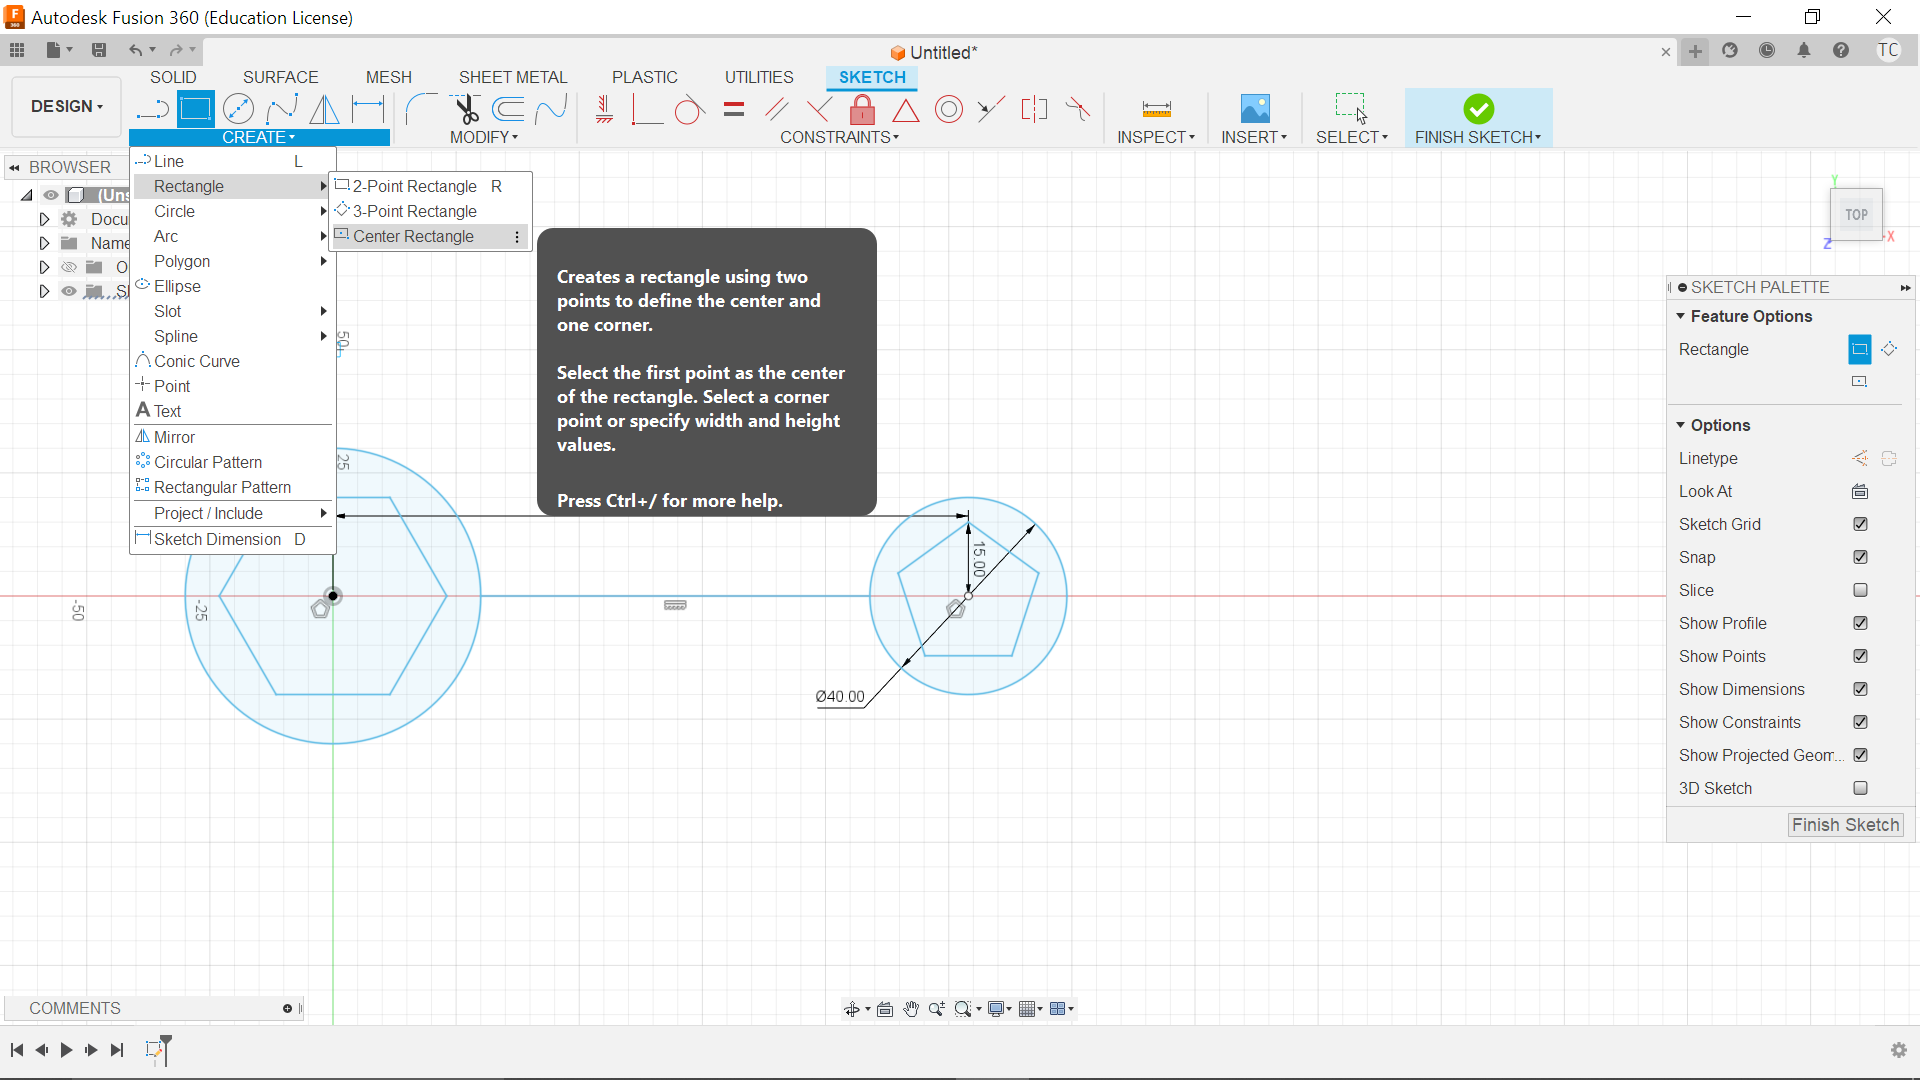 Autodesk Fusion 360 (Education License)
Untitled*
TC
SOLID
SURFACE
MESH
SHEET METAL
PLASTIC
UTILITIES
SKETCH
DESIGN
CREATE
MODIFY
CONSTRAINTS
INSPECT
INSERT
SELECT
FINISH SKETCH
BROWSER
(Uns
Docu
Name
O
Sk
Line L
Rectangle
Circle
Arc
Polygon
Ellipse
Slot
Spline
Conic Curve
Point
Text
Mirror
Circular Pattern
Rectangular Pattern
Project / Include
Sketch Dimension D
2-Point Rectangle R
3-Point Rectangle
Center Rectangle
Creates a rectangle using two
points to define the center and
one corner.
Select the first point as the center
of the rectangle. Select a corner
point or specify width and height
values.
Press Ctrl+/ for more help.
50
25
-50
-25
15.00
Ø40.00
Y
TOP
Z
X
SKETCH PALETTE
Feature Options
Rectangle
Options
Linetype
Look At
Sketch Grid
Snap
Slice
Show Profile
Show Points
Show Dimensions
Show Constraints
Show Projected Geom...
3D Sketch
Finish Sketch
COMMENTS